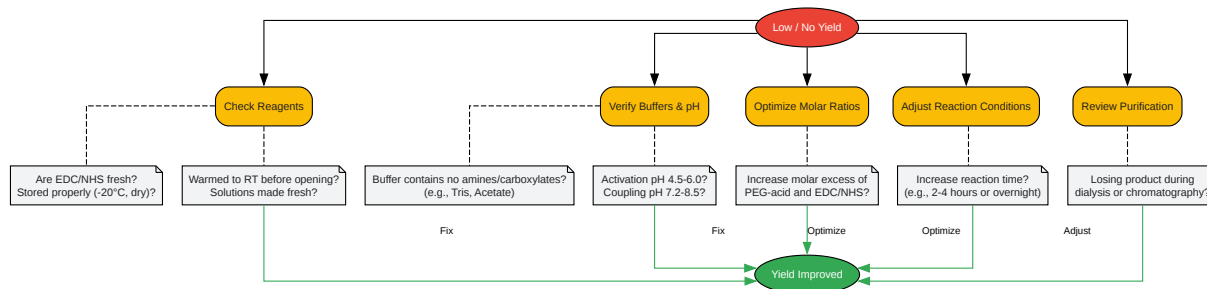 Low / No Yield
Check Reagents
Verify Buffers & pH
Optimize Molar Ratios
Adjust Reaction Conditions
Review Purification
Are EDC/NHS fresh?
Stored properly (-20°C, dry)?
Warmed to RT before opening?
Solutions made fresh?
Buffer contains no amines/carboxylates?
(e.g., Tris, Acetate)
Activation pH 4.5-6.0?
Coupling pH 7.2-8.5?
Increase molar excess of
PEG-acid and EDC/NHS?
Increase reaction time?
(e.g., 2-4 hours or overnight)
Losing product during
dialysis or chromatography?
Fix
Fix
Optimize
Optimize
Adjust
Yield Improved